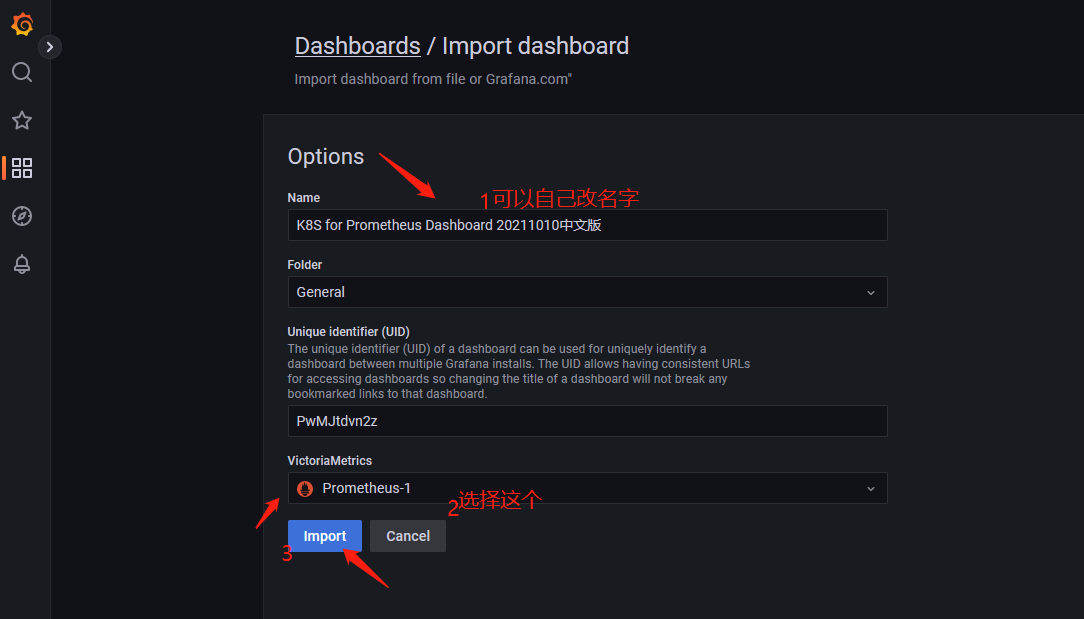 Dashboards / Import dashboard
Import dashboard from file or Grafana.com"
Options
1可以自己改名字
Name
K8S for Prometheus Dashboard 20211010中文版
Folder
General
Unique identifier (UID)
The unique identifier (UID) of a dashboard can be used for uniquely identify a
dashboard between multiple Grafana installs. The UID allows having consistent URLs
for accessing dashboards so changing the title of a dashboard will not break any
bookmarked links to that dashboard.
PwMJtdvn2z
VictoriaMetrics
Prometheus-1
2选择这个
Import
Cancel
3